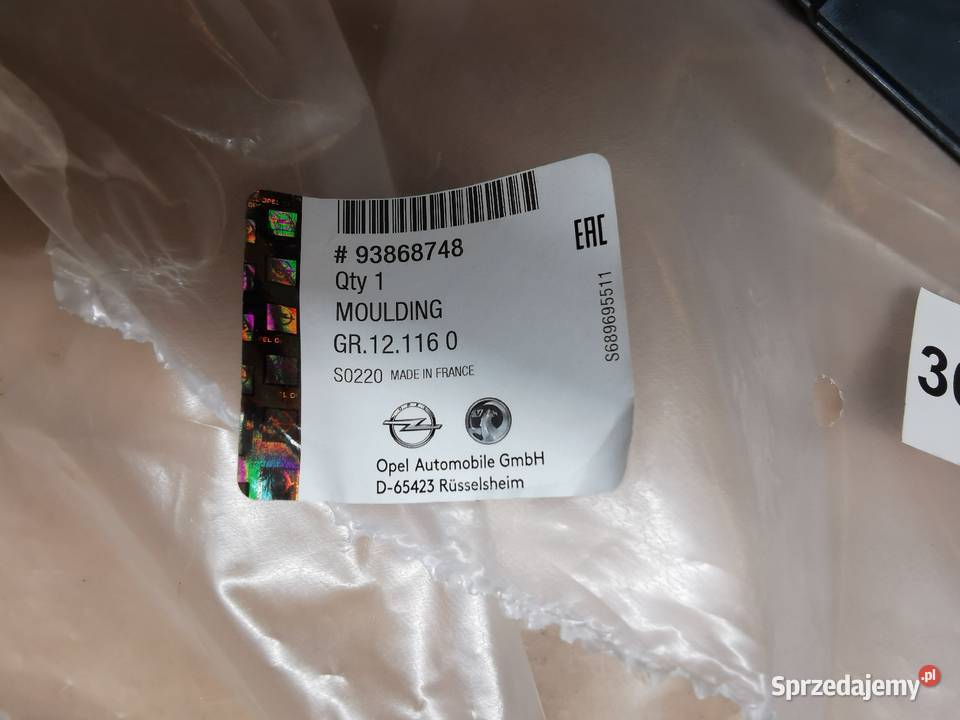 # 93868748
Qty 1
MOULDING
GR.12.116 0
S0220 MADE IN FRANCE
OPEL
Opel Automobile GmbH
D-65423 Rüsselsheim
EAC
S689695511
Sprzedajemy.pl